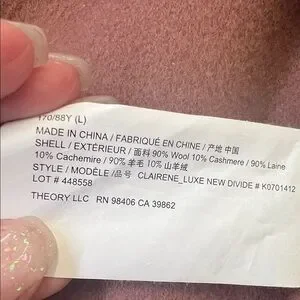 170/88Y (L)
MADE IN CHINA / FABRIQUÉ EN CHINE / 产地 中国
SHELL / EXTÉRIEUR / 面料 90% Wool 10% Cashmere / 90% Laine
10% Cachemire / 90% 羊毛 10% 山羊绒
STYLE / MODÈLE /品号 CLAIRENE_LUXE NEW DIVIDE # K0701412
LOT # 448558
THEORY LLC RN 98406 CA 39862